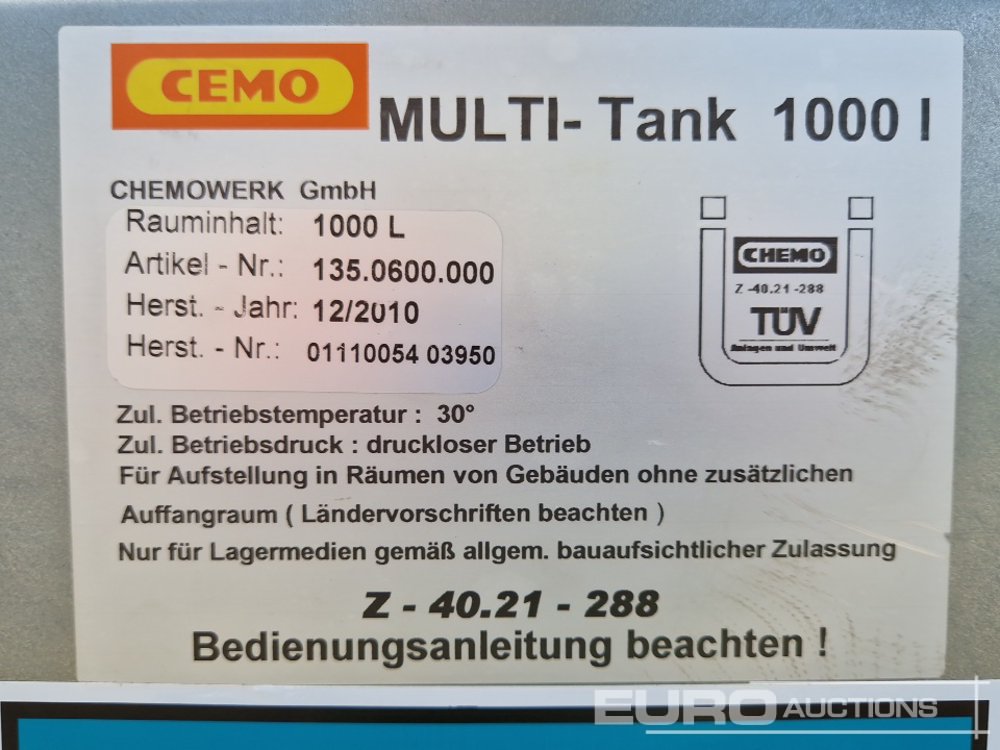 CEMO
MULTI- Tank 1000 l
CHEMOWERK GmbH
Rauminhalt: 1000 L
Artikel - Nr.: 135.0600.000
Herst. - Jahr: 12/2010
Herst. - Nr.: 01110054 03950
CHEMO
Z -40.21 -288
TÜV
Anlagen und Umwelt
Zul. Betriebstemperatur : 30°
Zul. Betriebsdruck : druckloser Betrieb
Für Aufstellung in Räumen von Gebäuden ohne zusätzlichen
Auffangraum ( Ländervorschriften beachten )
Nur für Lagermedien gemäß allgem. bauaufsichtlicher Zulassung
Z - 40.21 - 288
Bedienungsanleitung beachten !
EURO AUCTIONS